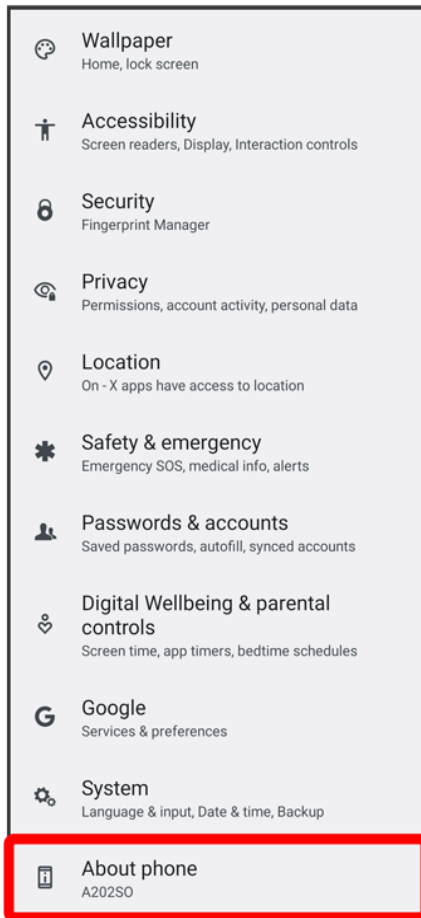 Wallpaper
Home, lock screen
Accessibility
Screen readers, Display, Interaction controls
Security
Fingerprint Manager
Privacy
Permissions, account activity, personal data
Location
On - X apps have access to location
Safety & emergency
Emergency SOS, medical info, alerts
Passwords & accounts
Saved passwords, autofill, synced accounts
Digital Wellbeing & parental
controls
Screen time, app timers, bedtime schedules
Google
Services & preferences
System
Language & input, Date & time, Backup
About phone
A202SO